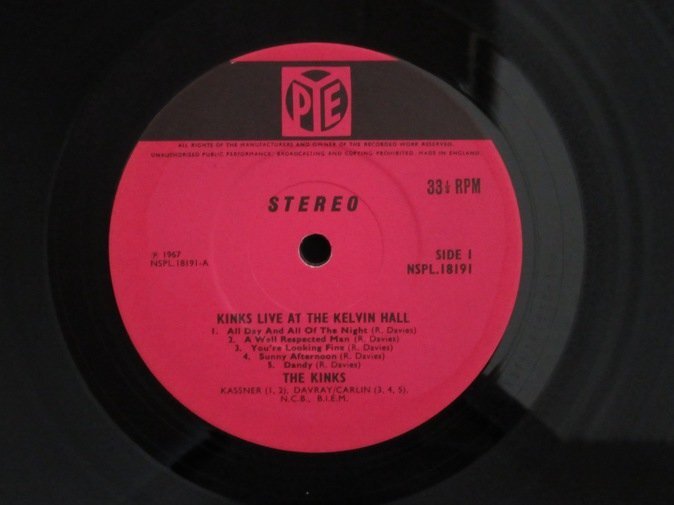 PYE
ALL RIGHTS OF THE MANUFACTURERS AND OWNER OF THE RECORDED WORK RESERVED.
UNAUTHORISED PUBLIC PERFORMANCE, BROADCASTING AND COPYING PROHIBITED. MADE IN ENGLAND.
33⅓ RPM
STEREO
℗ 1967
NSPL.18191-A
SIDE 1
NSPL.18191
KINKS LIVE AT THE KELVIN HALL
1. All Day And All Of The Night (R. Davies)
2. A Well Respected Man (R. Davies)
3. You're Looking Fine (R. Davies)
4. Sunny Afternoon (R. Davies)
5. Dandy (R. Davies)
THE KINKS
KASSNER (1, 2), DAVRAY/CARLIN (3, 4, 5).
N.C.B., B.I.E.M.